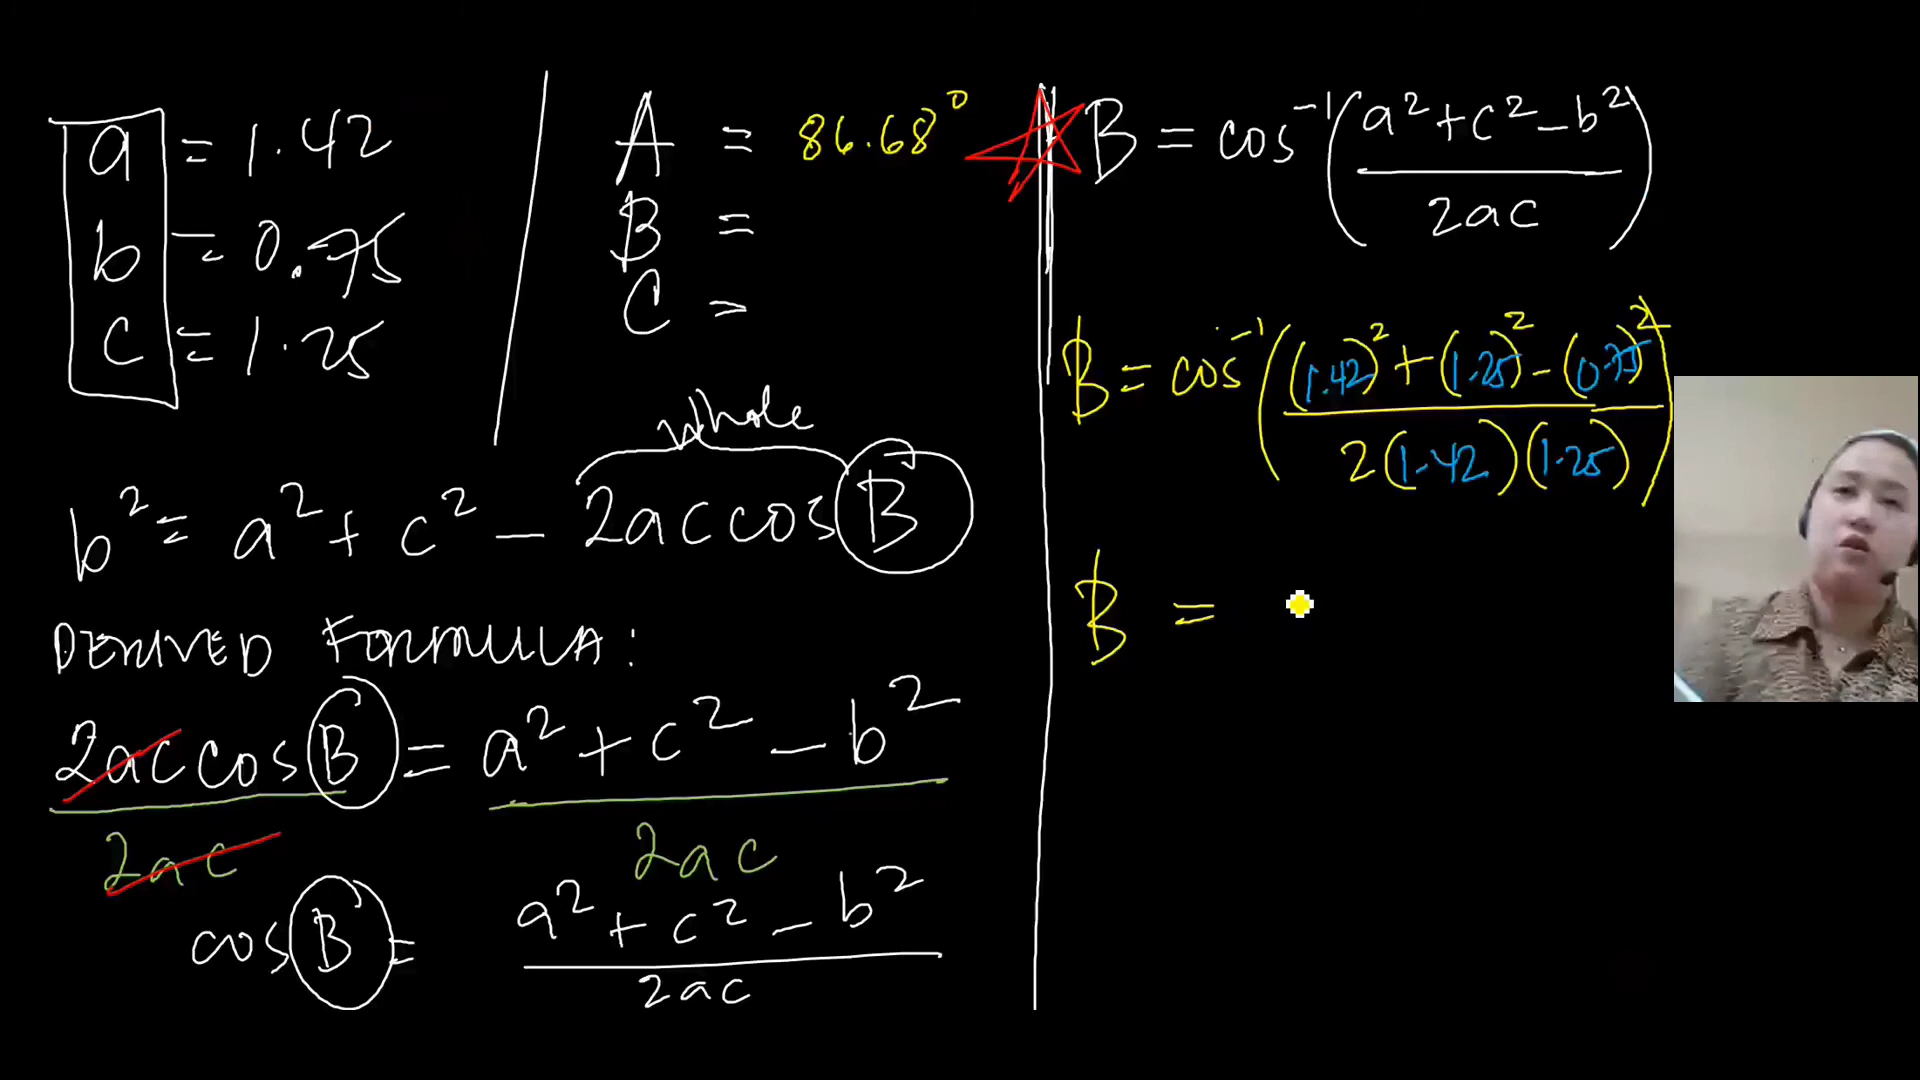 a = 1.42
b = 0.75
c = 1.25
A = 86.68°
B =
C =
whole
b² = a² + c² - 2ac cos B
DERIVED FORMULA:
2ac cos B / 2ac = a² + c² - b² / 2ac
cos B = a² + c² - b² / 2ac
B = cos⁻¹(a² + c² - b² / 2ac)
B = cos⁻¹((1.42)² + (1.25)² - (0.75)² / 2(1.42)(1.25))
B =